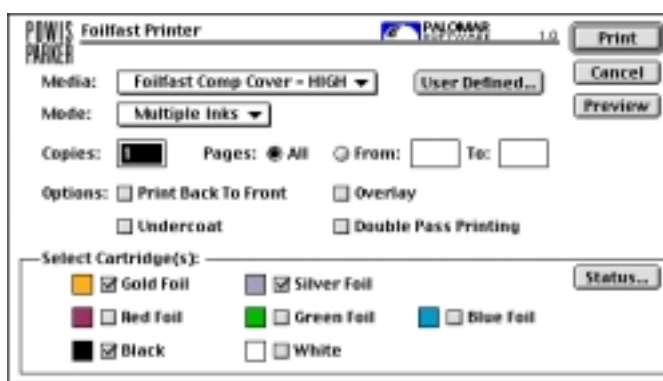 POWIS PARKER Foilfast Printer PALOMAR SOFTWARE 1.0 Print
Media: Foilfast Comp Cover - HIGH User Defined... Cancel
Mode: Multiple Inks Preview
Copies: 1 Pages: All From: To:
Options: Print Back To Front Overlay
Undercoat Double Pass Printing
Select Cartridge(s): Status...
Gold Foil Silver Foil
Red Foil Green Foil Blue Foil
Black White